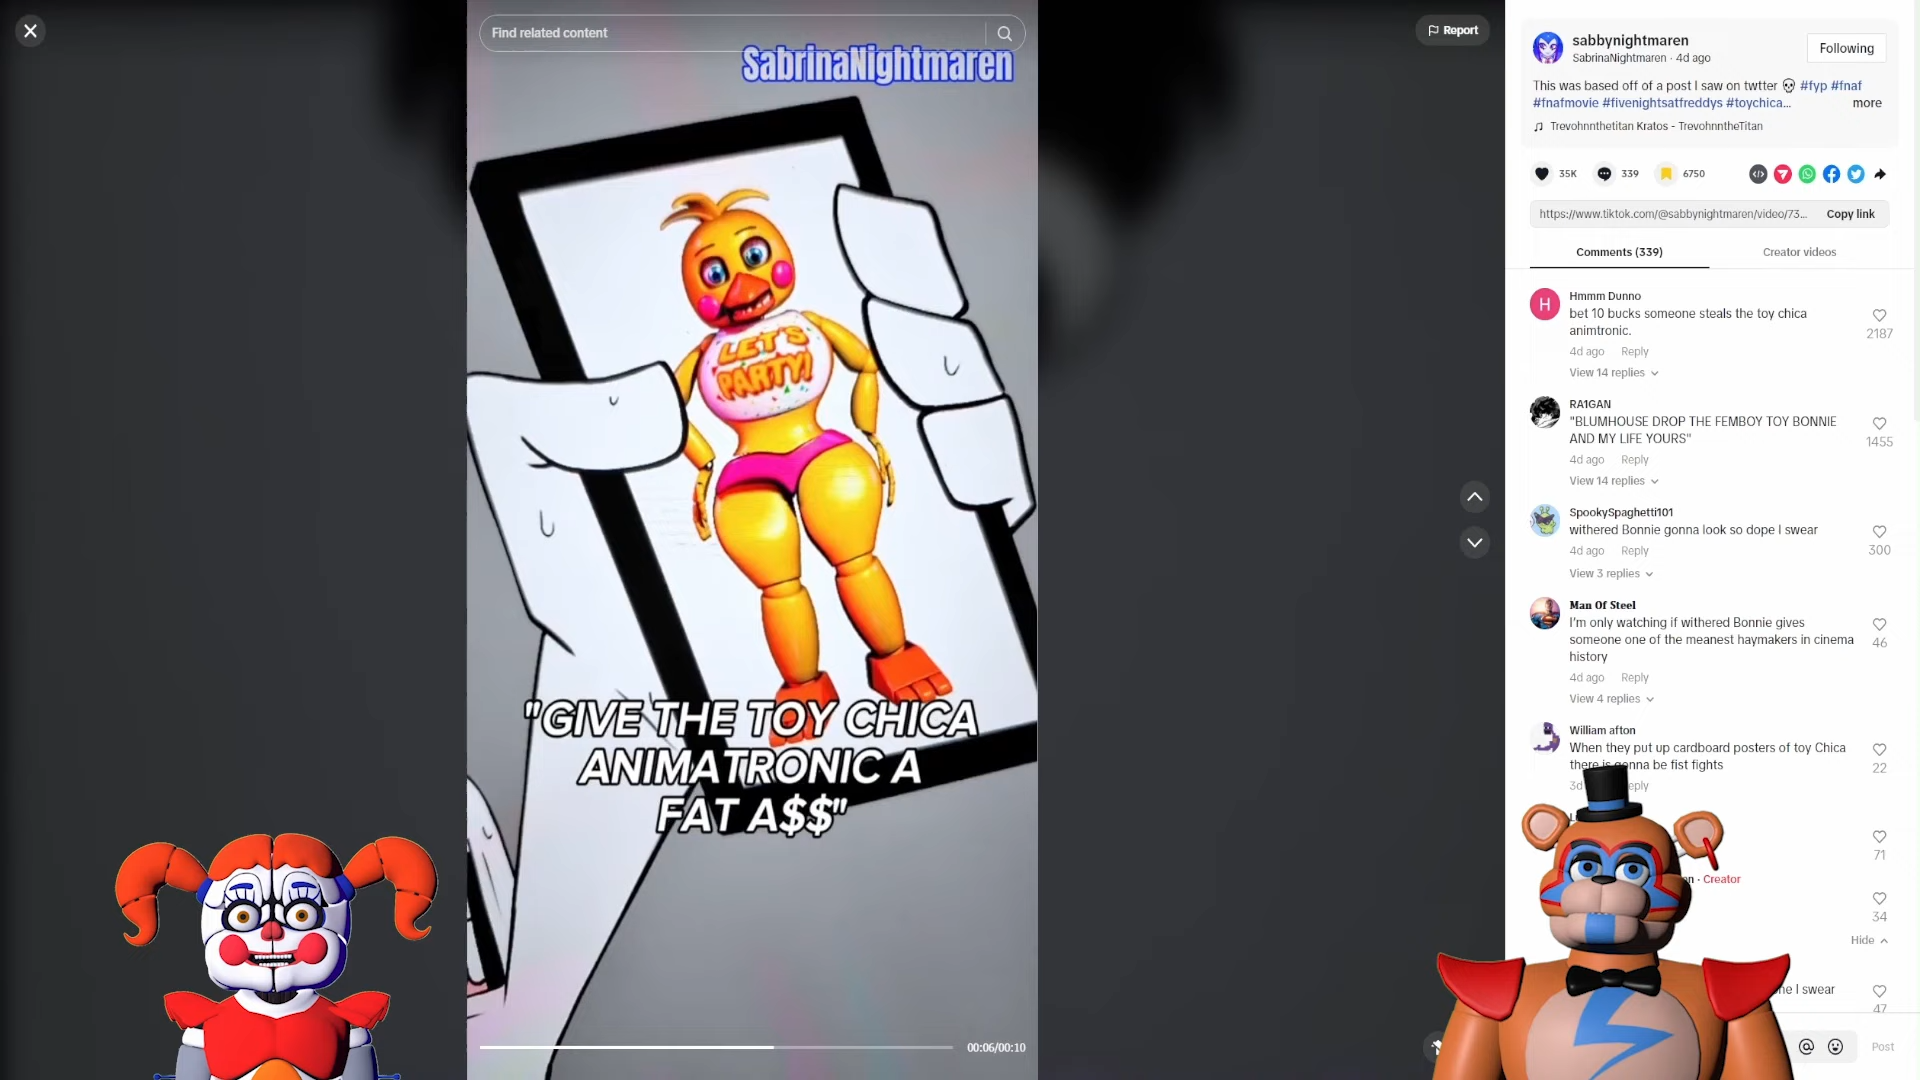 Find related content
Report
SabrinaNightmaren
LET'S
PARTY!
"GIVE THE TOY CHICA
ANIMATRONIC A
FAT A$$"
00:06/00:10
sabbynightmaren
SabrinaNightmaren · 4d ago
Following
This was based off of a post I saw on twtter 💀 #fyp #fnaf
#fnafmovie #fivenightsatfreddys #toychica... more
Trevohnnthetitan Kratos - TrevohnntheTitan
35K 339 6750
https://www.tiktok.com/@sabbynightmaren/video/73... Copy link
Comments (339) Creator videos
H
Hmmm Dunno
bet 10 bucks someone steals the toy chica
animtronic.
2187
4d ago Reply
View 14 replies
RA1GAN
"BLUMHOUSE DROP THE FEMBOY TOY BONNIE
AND MY LIFE YOURS"
1455
4d ago Reply
View 14 replies
SpookySpaghetti101
withered Bonnie gonna look so dope I swear
300
4d ago Reply
View 3 replies
Man Of Steel
I'm only watching if withered Bonnie gives
someone one of the meanest haymakers in cinema
history
46
4d ago Reply
View 4 replies
William afton
When they put up cardboard posters of toy Chica
there is gonna be fist fights
22
71
· Creator
34
Hide
I swear
47
Post